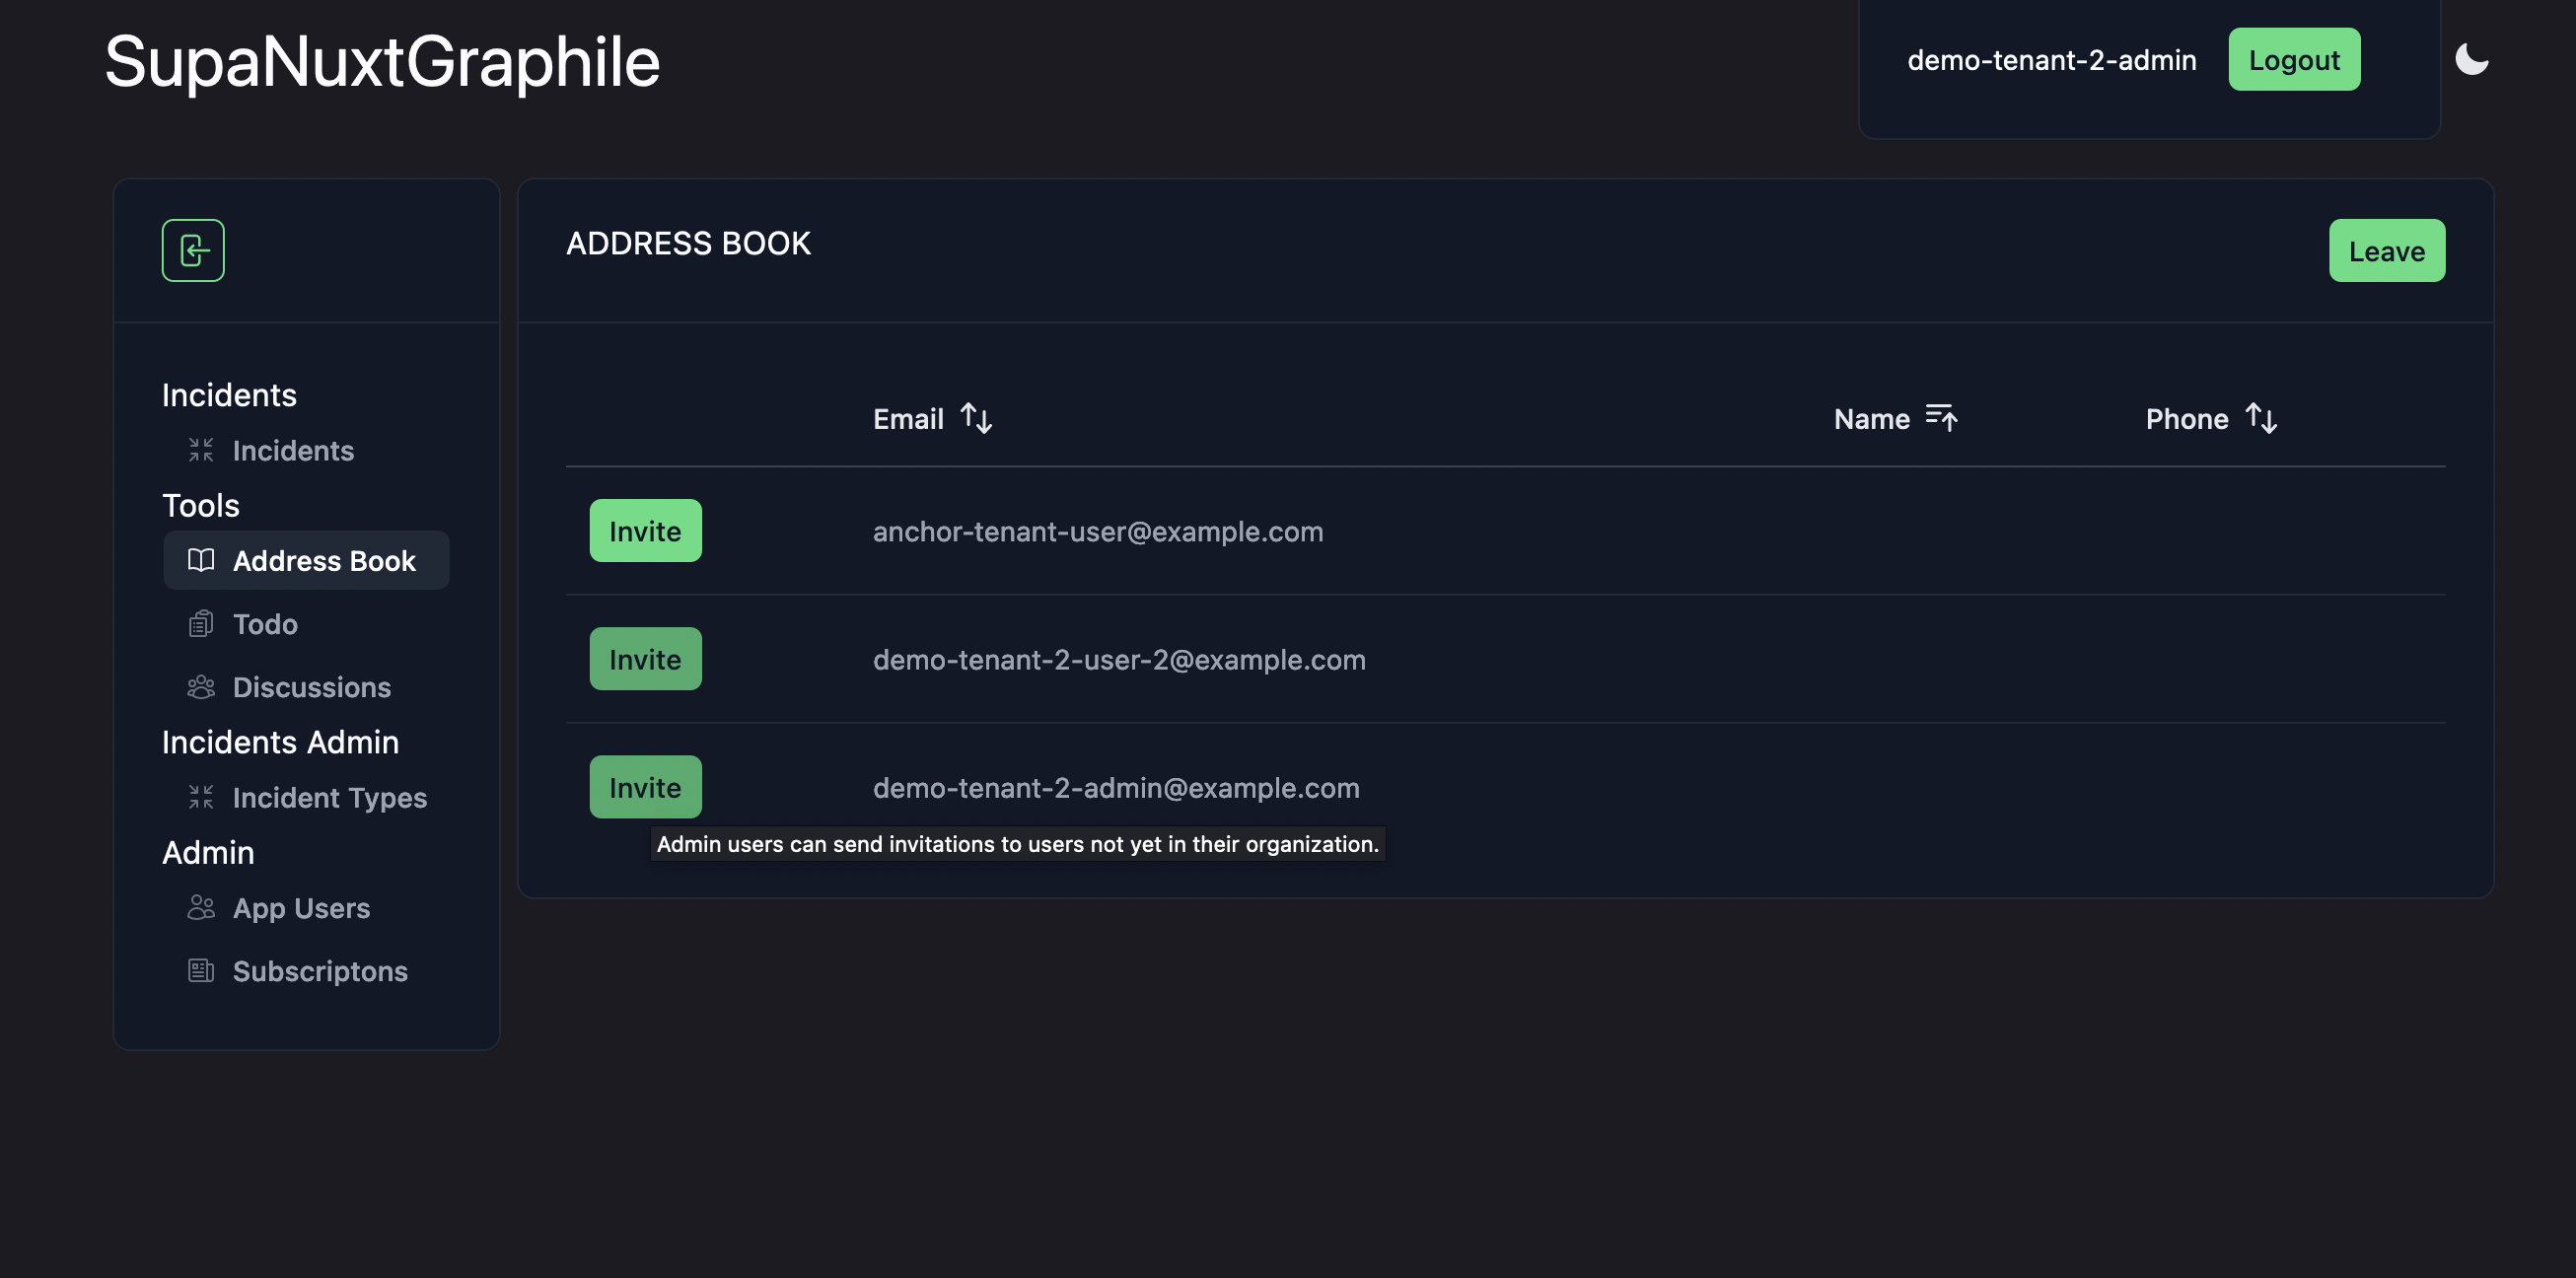 SupaNuxtGraphile
demo-tenant-2-admin Logout
ADDRESS BOOK
Leave
Incidents
Incidents
Tools
Address Book
Todo
Discussions
Incidents Admin
Incident Types
Admin
App Users
Subscriptons
Email Name Phone
Invite anchor-tenant-user@example.com
Invite demo-tenant-2-user-2@example.com
Invite demo-tenant-2-admin@example.com
Admin users can send invitations to users not yet in their organization.